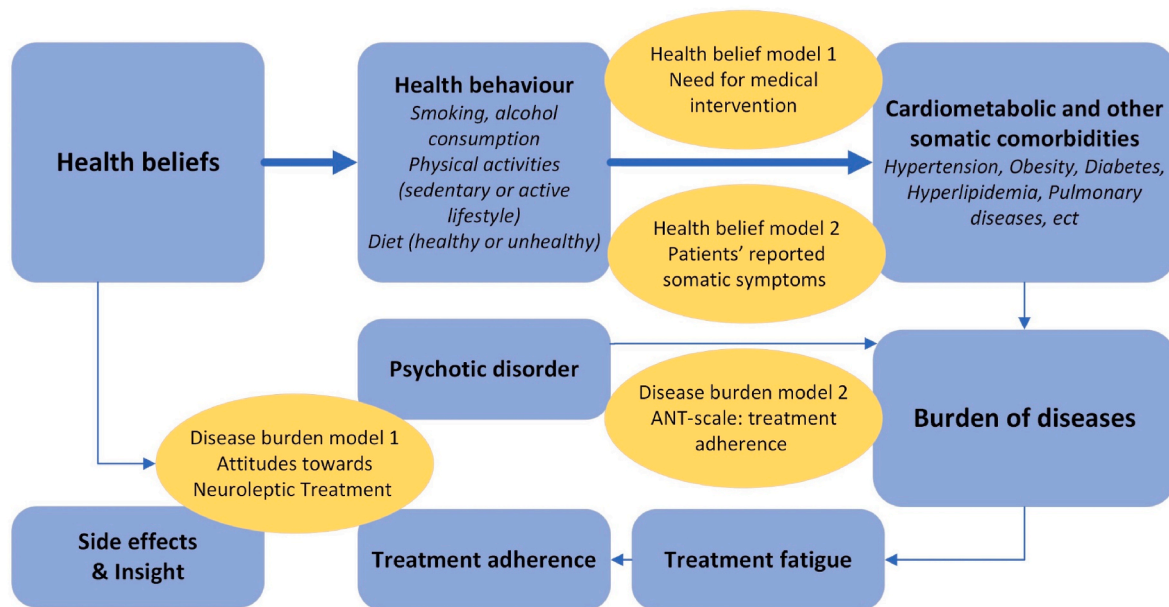 Health beliefs
Health behaviour
Smoking, alcohol
consumption
Physical activities
(sedentary or active
lifestyle)
Diet (healthy or unhealthy)
Health belief model 1
Need for medical
intervention
Health belief model 2
Patients’ reported
somatic symptoms
Cardiometabolic and other
somatic comorbidities
Hypertension, Obesity, Diabetes,
Hyperlipidemia, Pulmonary
diseases, ect
Psychotic disorder
Disease burden model 2
ANT-scale: treatment
adherence
Burden of diseases
Disease burden model 1
Attitudes towards
Neuroleptic Treatment
Side effects
& Insight
Treatment adherence
Treatment fatigue